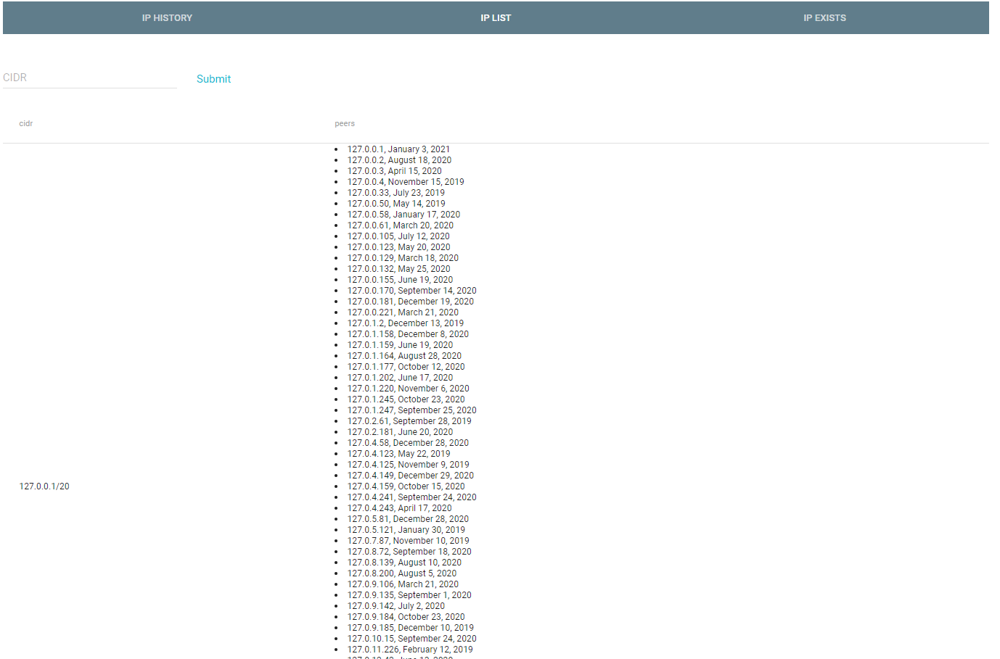 IP HISTORY IP LIST IP EXISTS
CIDR Submit
cidr peers
127.0.0.1/20
127.0.0.1, January 3, 2021
127.0.0.2, August 18, 2020
127.0.0.3, April 15, 2020
127.0.0.4, November 15, 2019
127.0.0.33, July 23, 2019
127.0.0.50, May 14, 2019
127.0.0.58, January 17, 2020
127.0.0.61, March 20, 2020
127.0.0.105, July 12, 2020
127.0.0.123, May 20, 2020
127.0.0.129, March 18, 2020
127.0.0.132, May 25, 2020
127.0.0.155, June 19, 2020
127.0.0.170, September 14, 2020
127.0.0.181, December 19, 2020
127.0.0.221, March 21, 2020
127.0.1.2, December 13, 2019
127.0.1.158, December 8, 2020
127.0.1.159, June 19, 2020
127.0.1.164, August 28, 2020
127.0.1.177, October 12, 2020
127.0.1.202, June 17, 2020
127.0.1.220, November 6, 2020
127.0.1.245, October 23, 2020
127.0.1.247, September 25, 2020
127.0.2.61, September 28, 2019
127.0.2.181, June 20, 2020
127.0.4.58, December 28, 2020
127.0.4.123, May 22, 2019
127.0.4.125, November 9, 2019
127.0.4.149, December 29, 2020
127.0.4.159, October 15, 2020
127.0.4.241, September 24, 2020
127.0.4.243, April 17, 2020
127.0.5.81, December 28, 2020
127.0.5.121, January 30, 2019
127.0.7.87, November 10, 2019
127.0.8.72, September 18, 2020
127.0.8.139, August 10, 2020
127.0.8.200, August 5, 2020
127.0.9.106, March 21, 2020
127.0.9.135, September 1, 2020
127.0.9.142, July 2, 2020
127.0.9.184, October 23, 2020
127.0.9.185, December 10, 2019
127.0.10.15, September 24, 2020
127.0.11.226, February 12, 2019